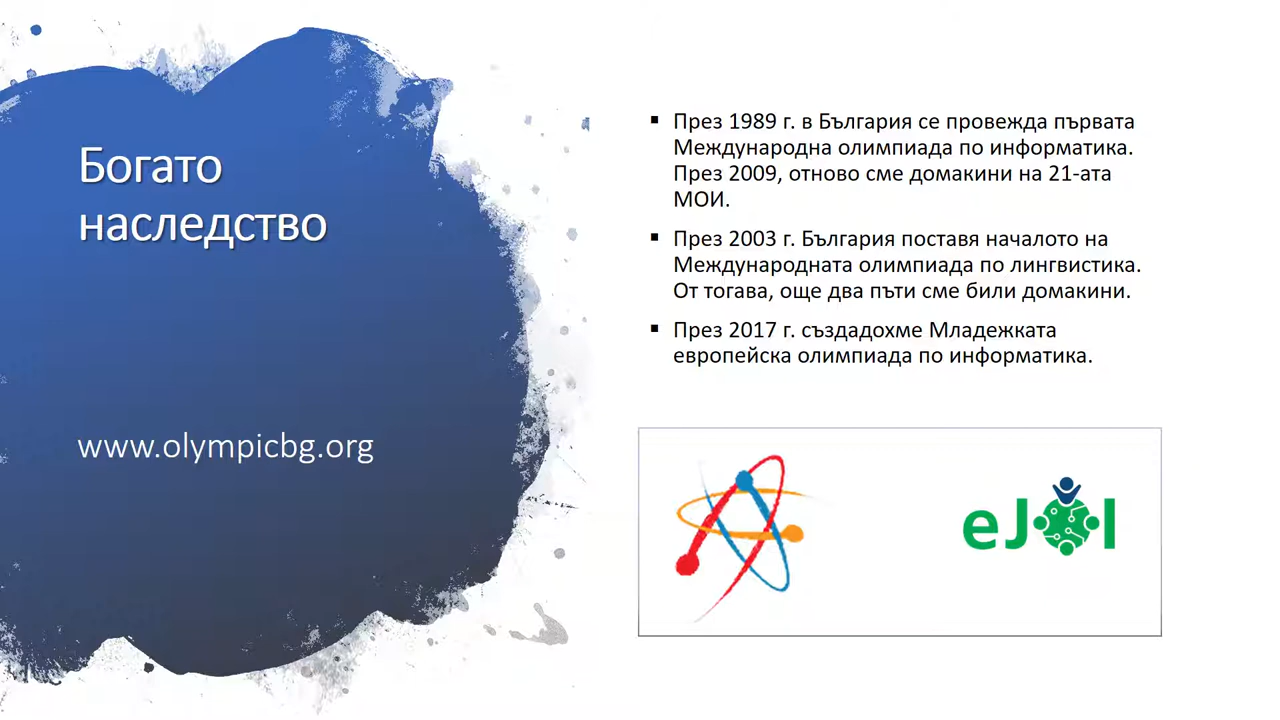 Богато
наследство
www.olympicbg.org
През 1989 г. в България се провежда първата
Международна олимпиада по информатика.
През 2009, отново сме домакини на 21-ата
МОИ.
През 2003 г. България поставя началото на
Международната олимпиада по лингвистика.
От тогава, още два пъти сме били домакини.
През 2017 г. създадохме Младежката
европейска олимпиада по информатика.
eJOI